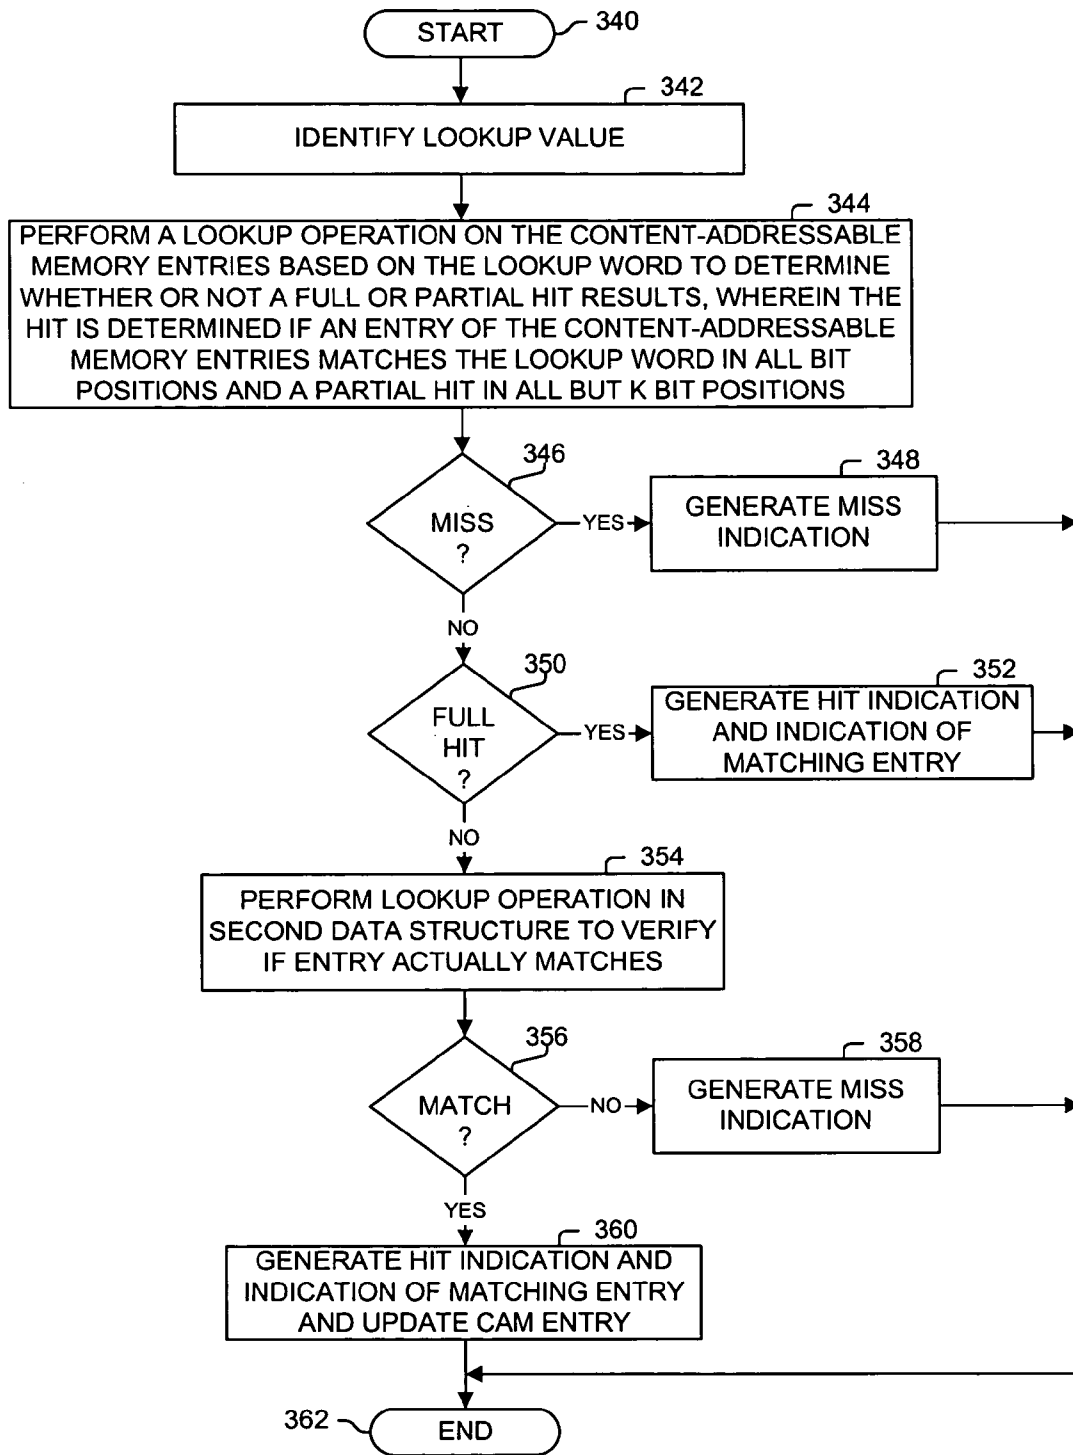 START
340
342
IDENTIFY LOOKUP VALUE
344
PERFORM A LOOKUP OPERATION ON THE CONTENT-ADDRESSABLE
MEMORY ENTRIES BASED ON THE LOOKUP WORD TO DETERMINE
WHETHER OR NOT A FULL OR PARTIAL HIT RESULTS, WHEREIN THE
HIT IS DETERMINED IF AN ENTRY OF THE CONTENT-ADDRESSABLE
MEMORY ENTRIES MATCHES THE LOOKUP WORD IN ALL BIT
POSITIONS AND A PARTIAL HIT IN ALL BUT K BIT POSITIONS
346
MISS
?
YES
348
GENERATE MISS
INDICATION
NO
350
FULL
HIT
?
YES
352
GENERATE HIT INDICATION
AND INDICATION OF
MATCHING ENTRY
NO
354
PERFORM LOOKUP OPERATION IN
SECOND DATA STRUCTURE TO VERIFY
IF ENTRY ACTUALLY MATCHES
356
MATCH
?
NO
358
GENERATE MISS
INDICATION
YES
360
GENERATE HIT INDICATION AND
INDICATION OF MATCHING ENTRY
AND UPDATE CAM ENTRY
362
END